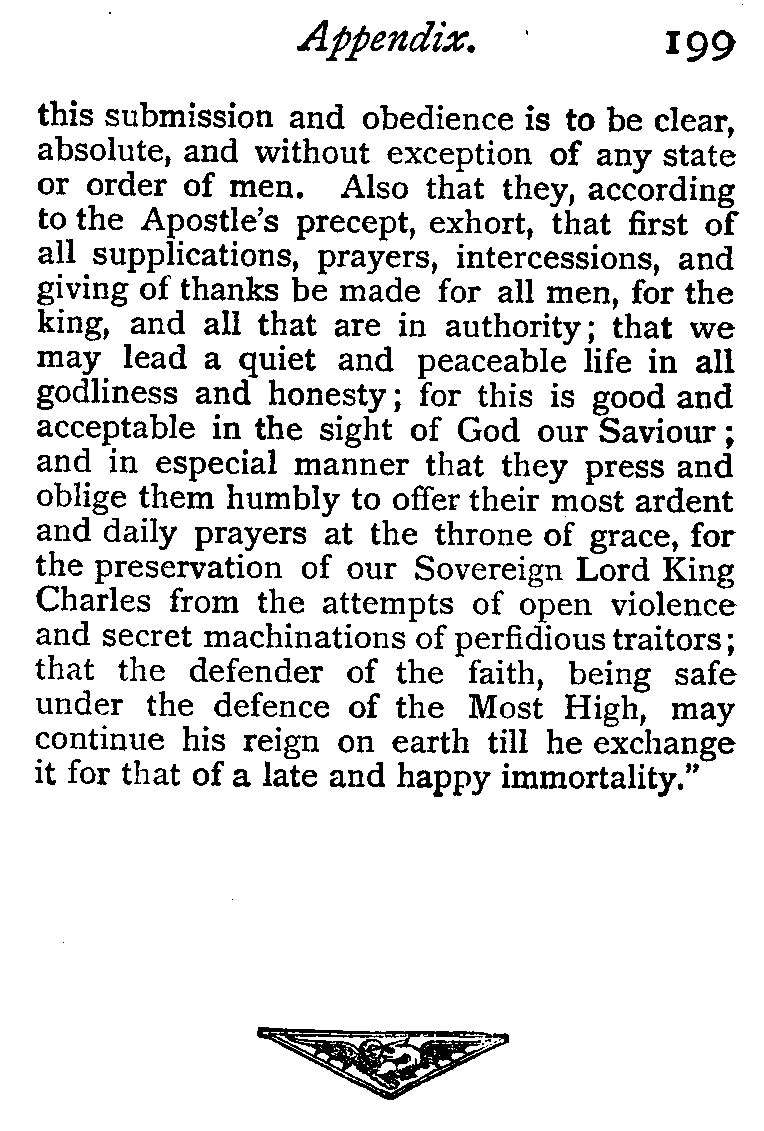 Appendix. 199
this submission and obedience is to be clear,
absolute, and without exception of any state
or order of men. Also that they, according
to the Apostle's precept, exhort, that first of
all supplications, prayers, intercessions, and
giving of thanks be made for all men, for the
king, and all that are in authority; that we
may lead a quiet and peaceable life in all
godliness and honesty; for this is good and
acceptable in the sight of God our Saviour;
and in especial manner that they press and
oblige them humbly to offer their most ardent
and daily prayers at the throne of grace, for
the preservation of our Sovereign Lord King
Charles from the attempts of open violence
and secret machinations of perfidious traitors;
that the defender of the faith, being safe
under the defence of the Most High, may
continue his reign on earth till he exchange
it for that of a late and happy immortality."